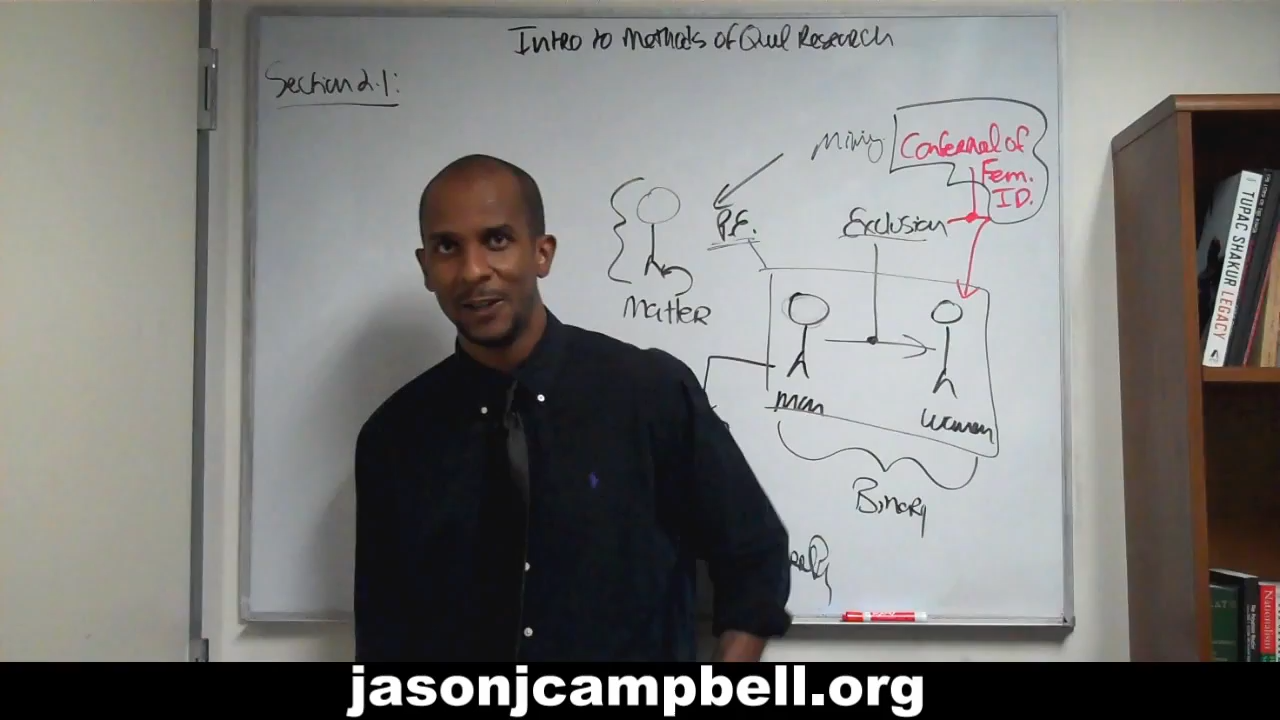 Intro to Methods of Qual Research
Section 2.1:
Conferral of
Fem.
ID.
P.E.
Exclusion
Matter
man
woman
Binary
TUPAC SHAKUR LEGACY
Nationalism
jasonjcampbell.org